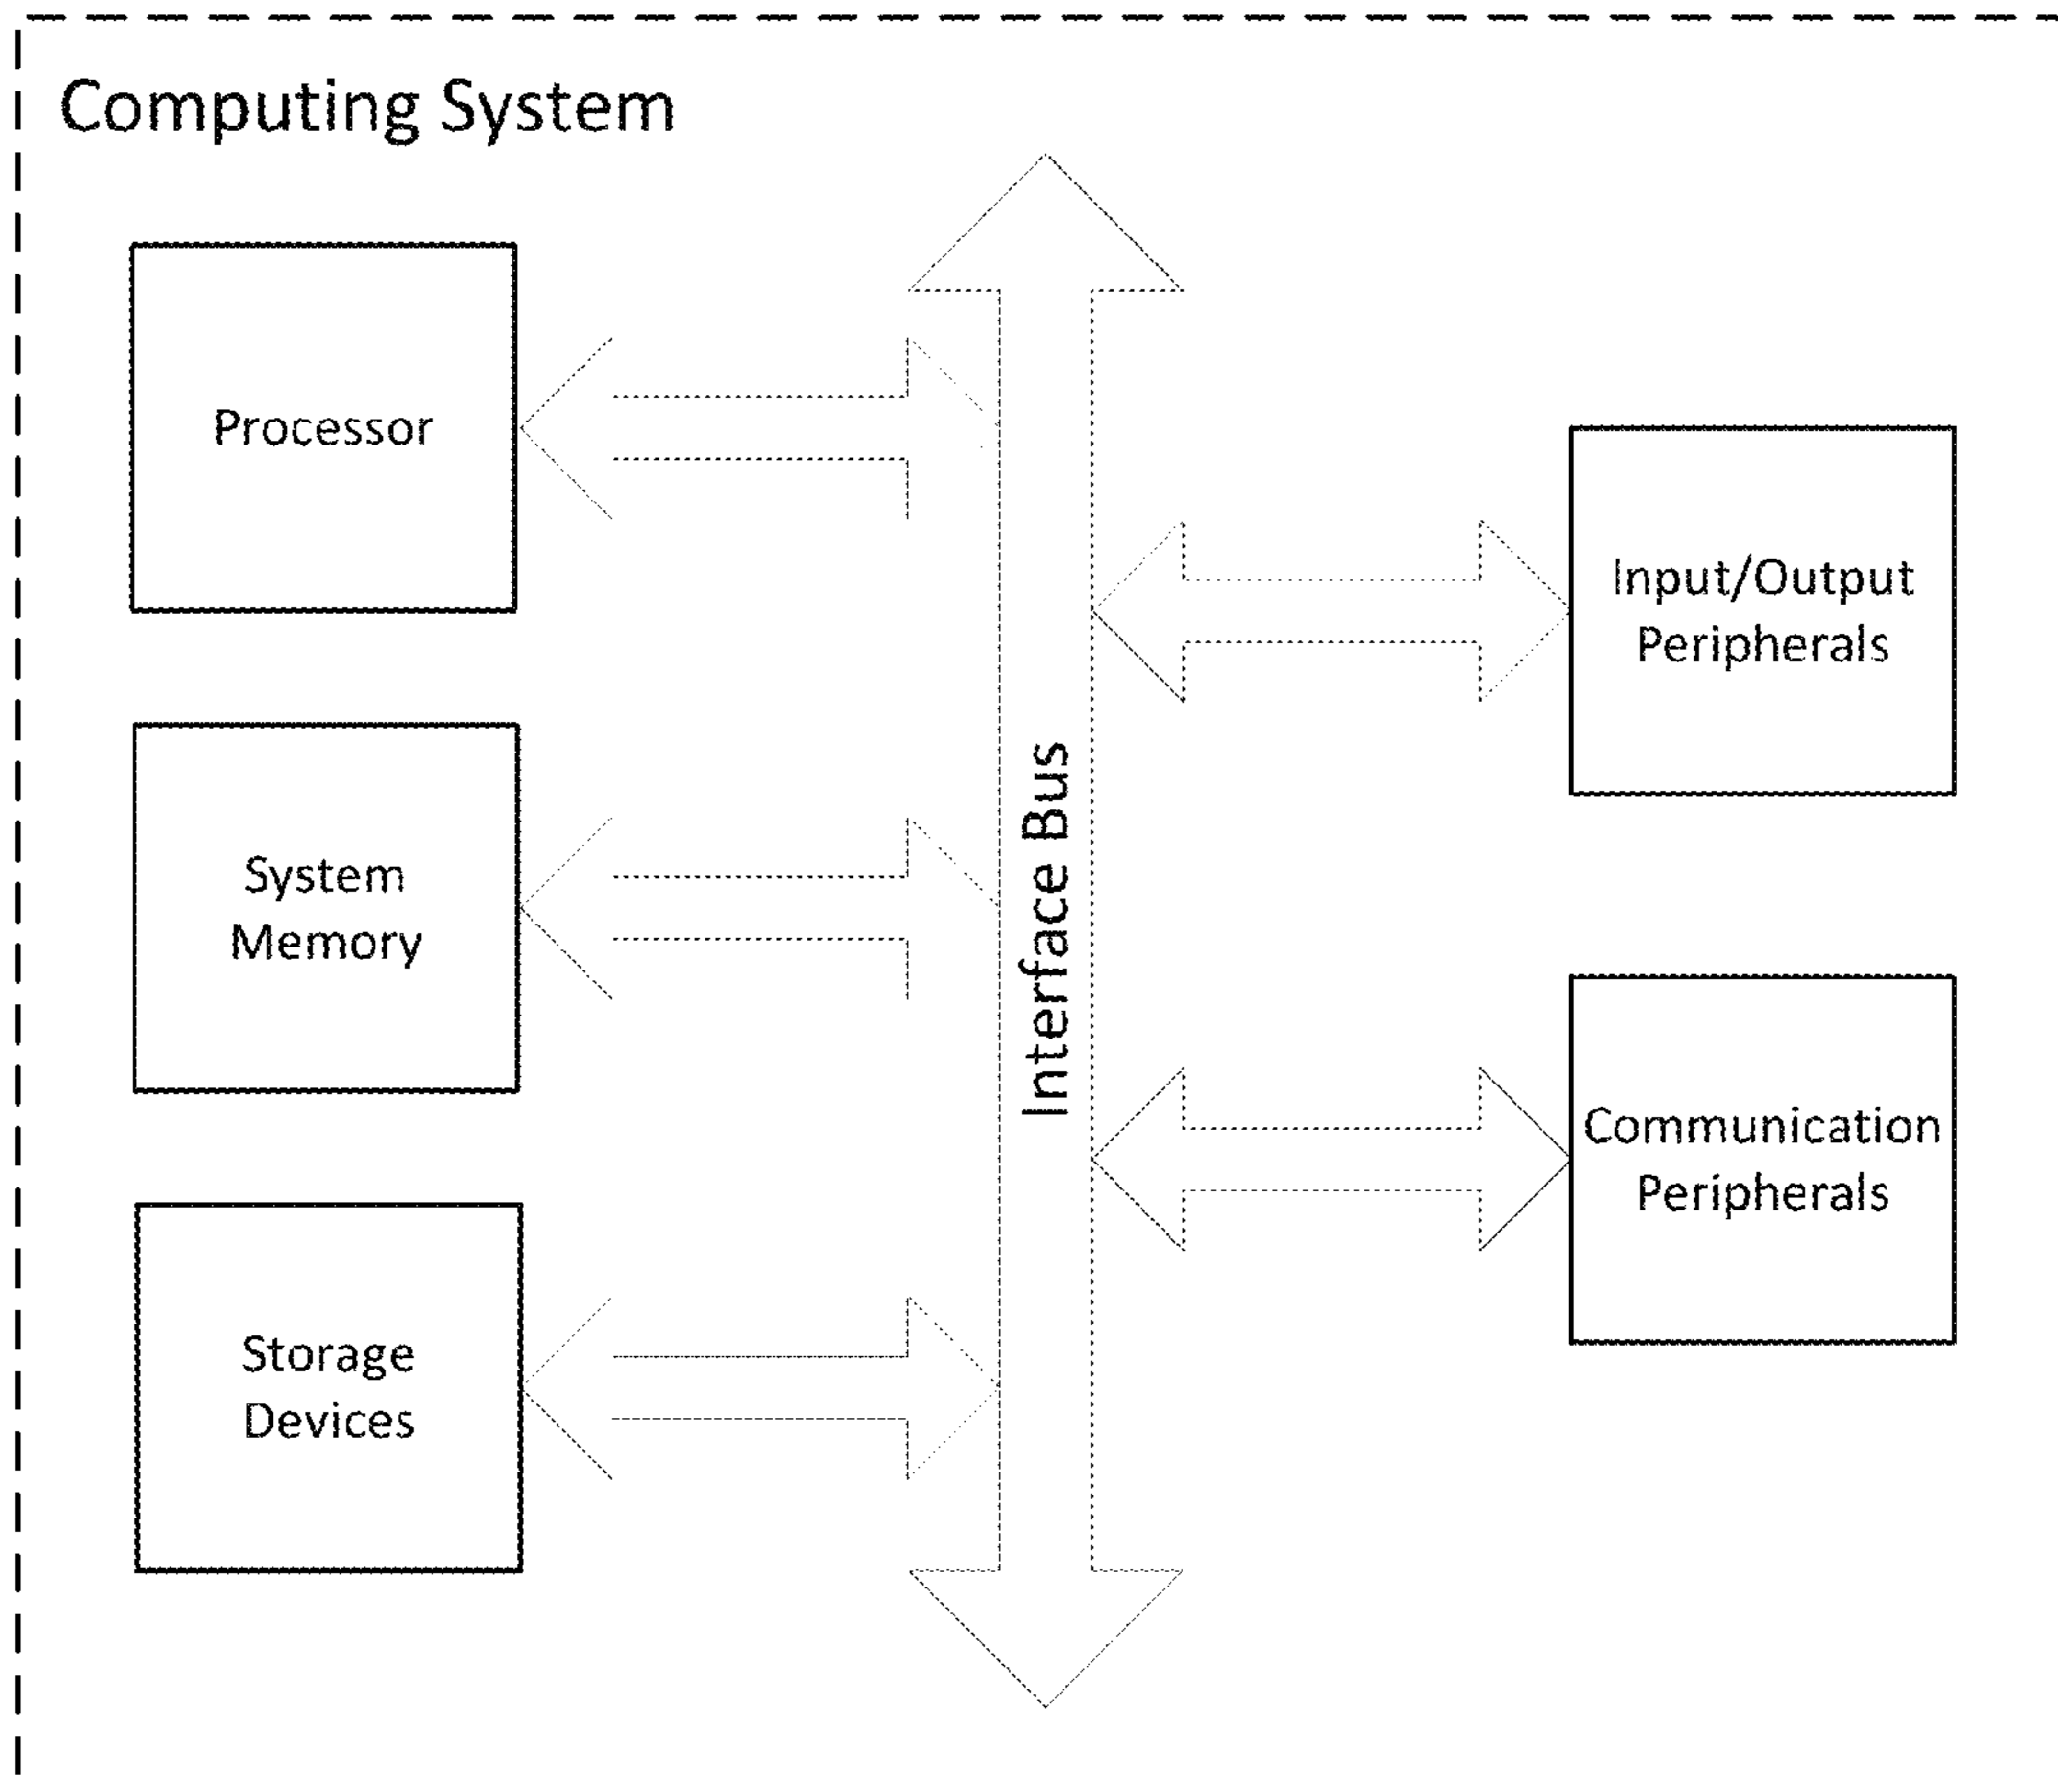 Computing System
Processor
System
Memory
Storage
Devices
Interface Bus
Input/Output
Peripherals
Communication
Peripherals